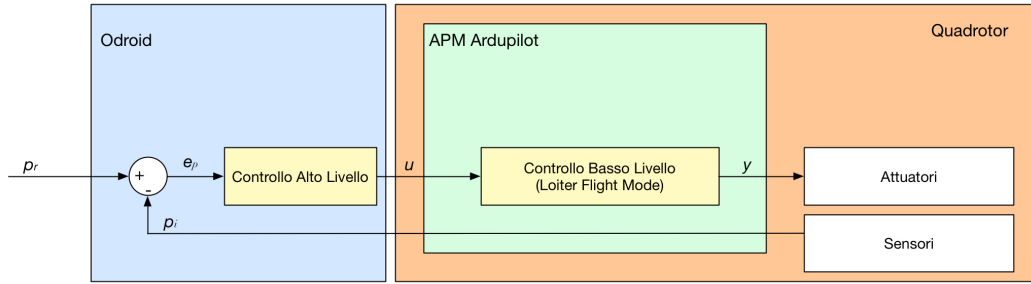 Odroid
APM Ardupilot
Quadrotor
pr
+
-
ep
Controllo Alto Livello
u
Controllo Basso Livello
(Loiter Flight Mode)
y
Attuatori
pi
Sensori